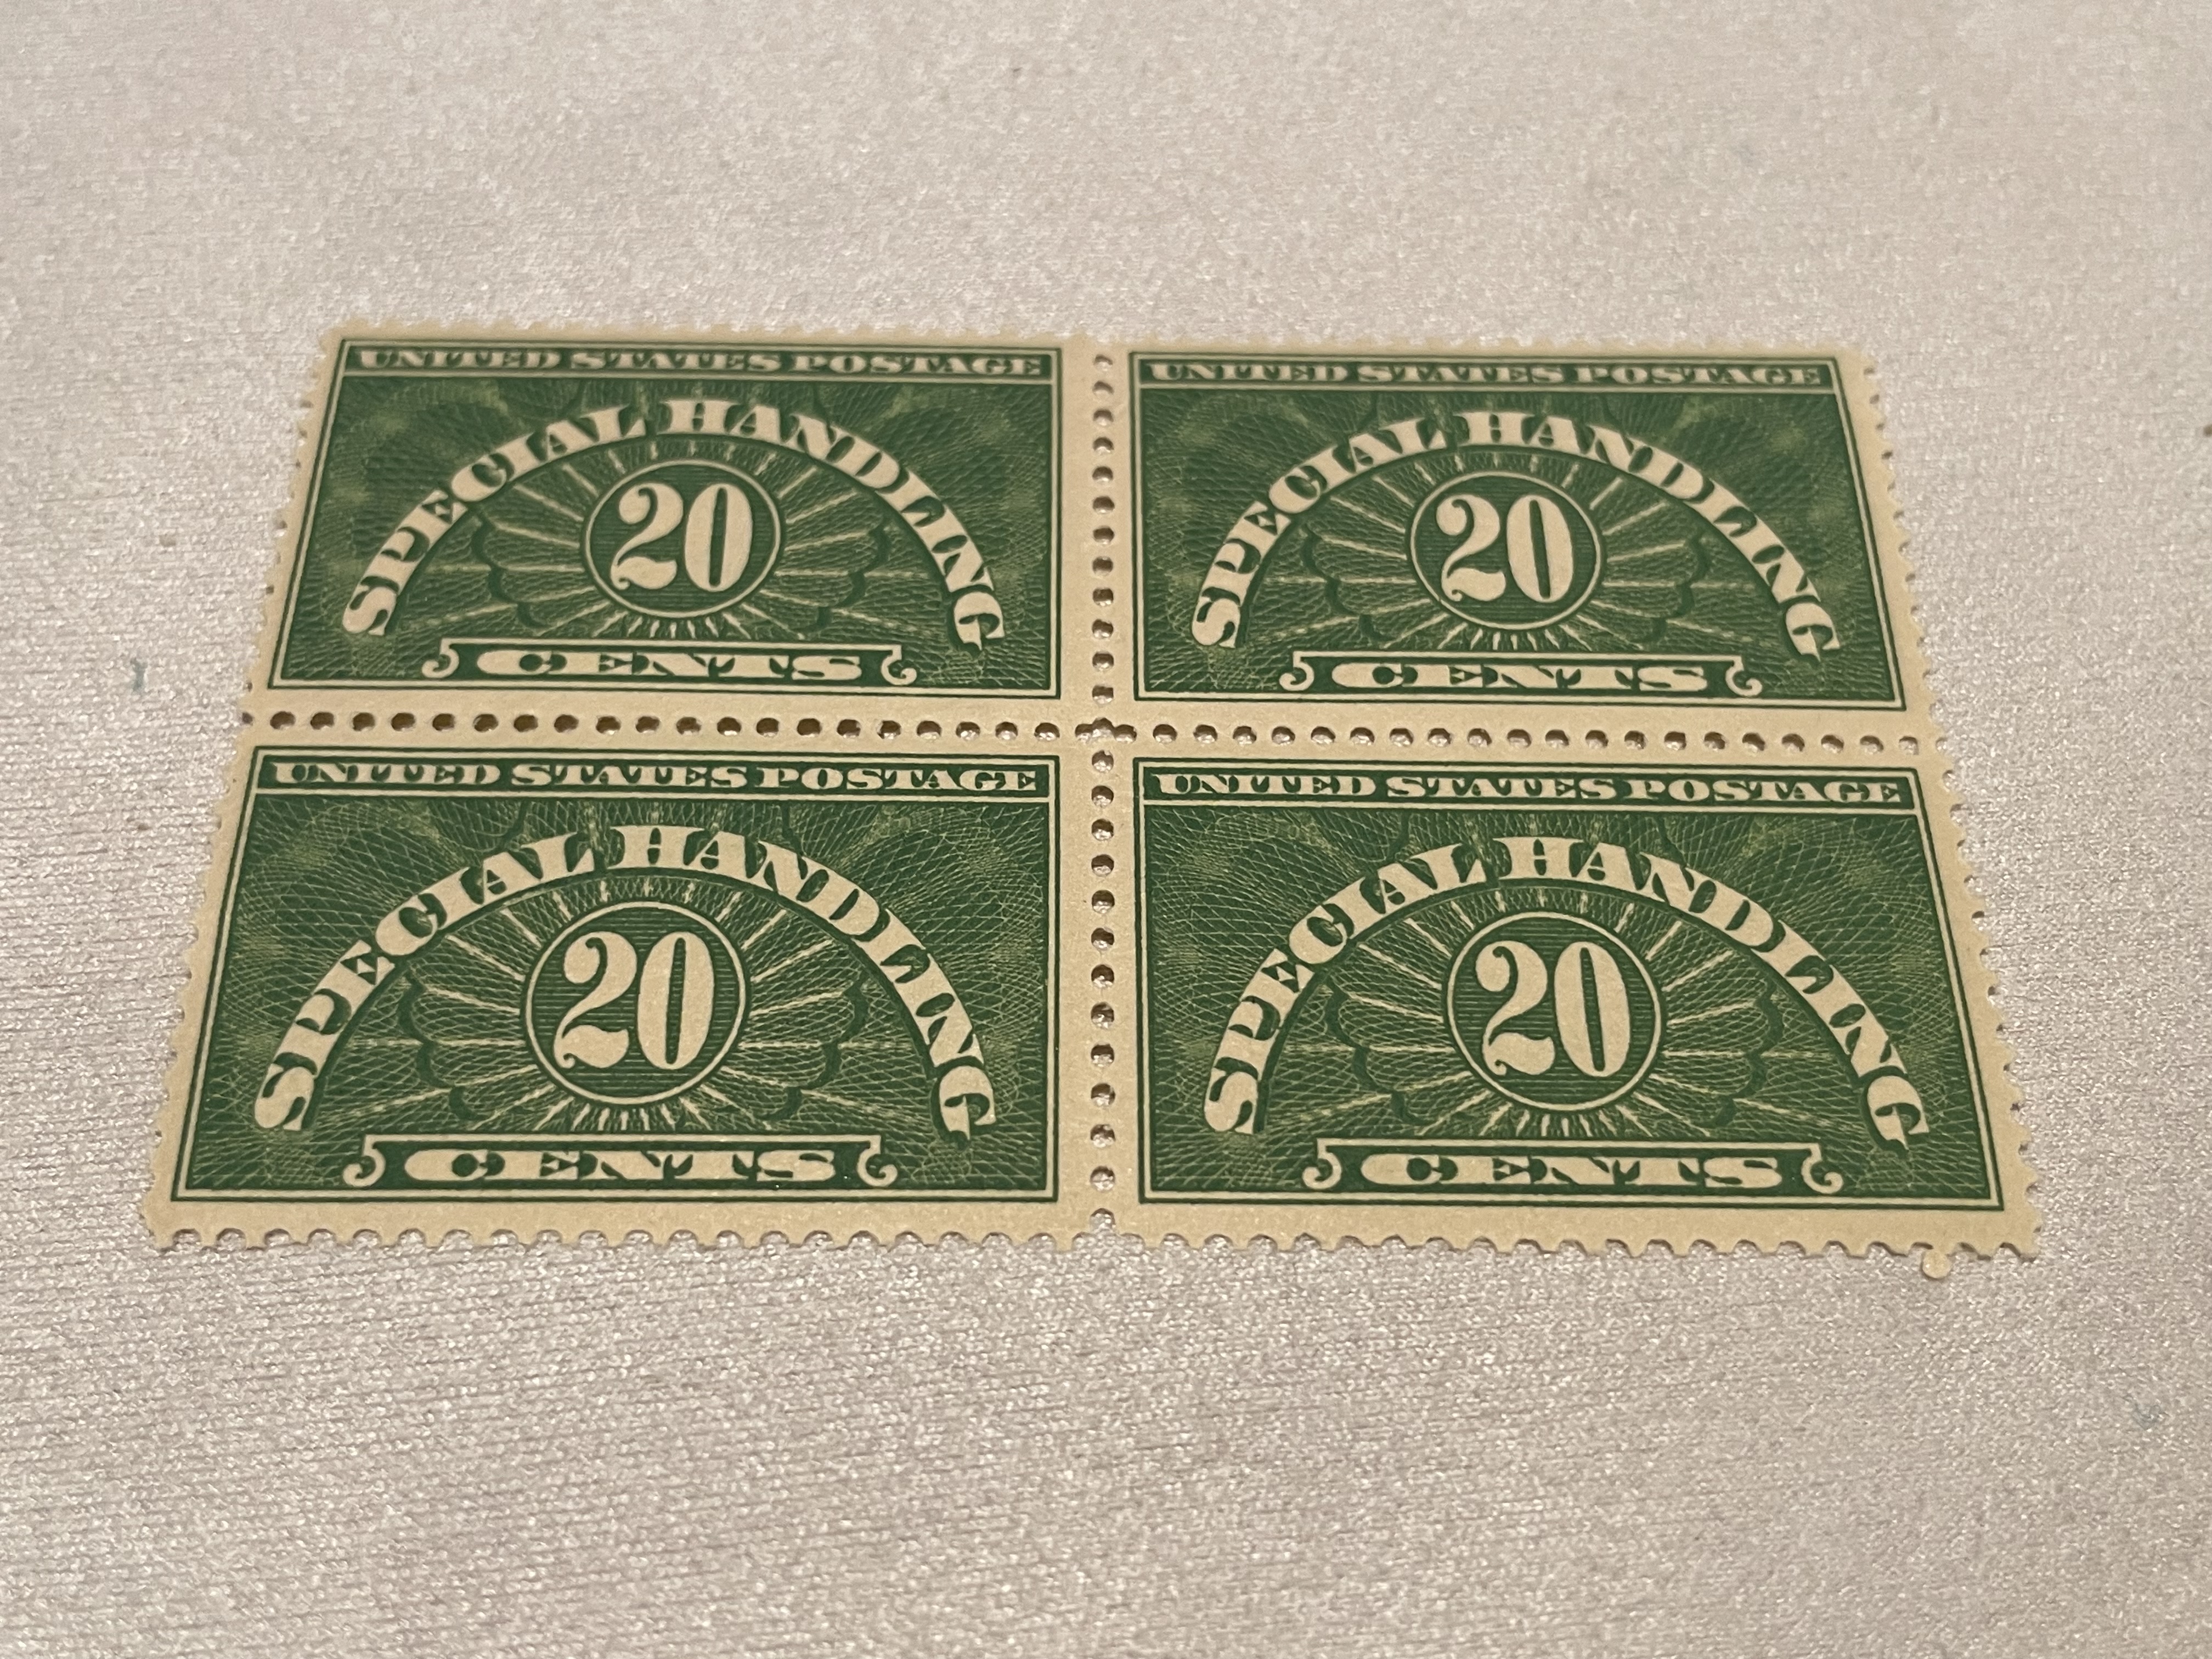 UNITED STATES POSTAGE
SPECIAL HANDLING
20
CENTS
UNITED STATES POSTAGE
SPECIAL HANDLING
20
CENTS
UNITED STATES POSTAGE
SPECIAL HANDLING
20
CENTS
UNITED STATES POSTAGE
SPECIAL HANDLING
20
CENTS